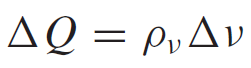 ΔQ = ρ_ν Δν